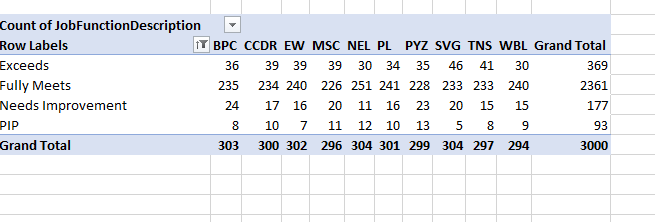 Count of JobFunctionDescription
Row Labels BPC CCDR EW MSC NEL PL PYZ SVG TNS WBL Grand Total
Exceeds 36 39 39 39 30 34 35 46 41 30 369
Fully Meets 235 234 240 226 251 241 228 233 233 240 2361
Needs Improvement 24 17 16 20 11 16 23 20 15 15 177
PIP 8 10 7 11 12 10 13 5 8 9 93
Grand Total 303 300 302 296 304 301 299 304 297 294 3000